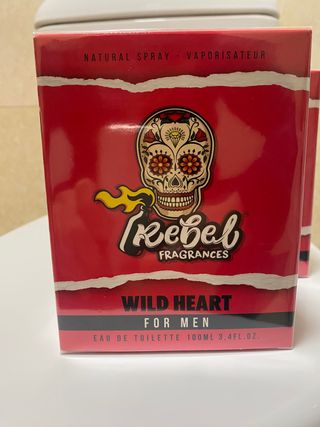 NATURAL SPRAY - VAPORISATEUR
Rebel
FRAGRANCES
WILD HEART
FOR MEN
EAU DE TOILETTE 100ML 3.4FL.OZ.